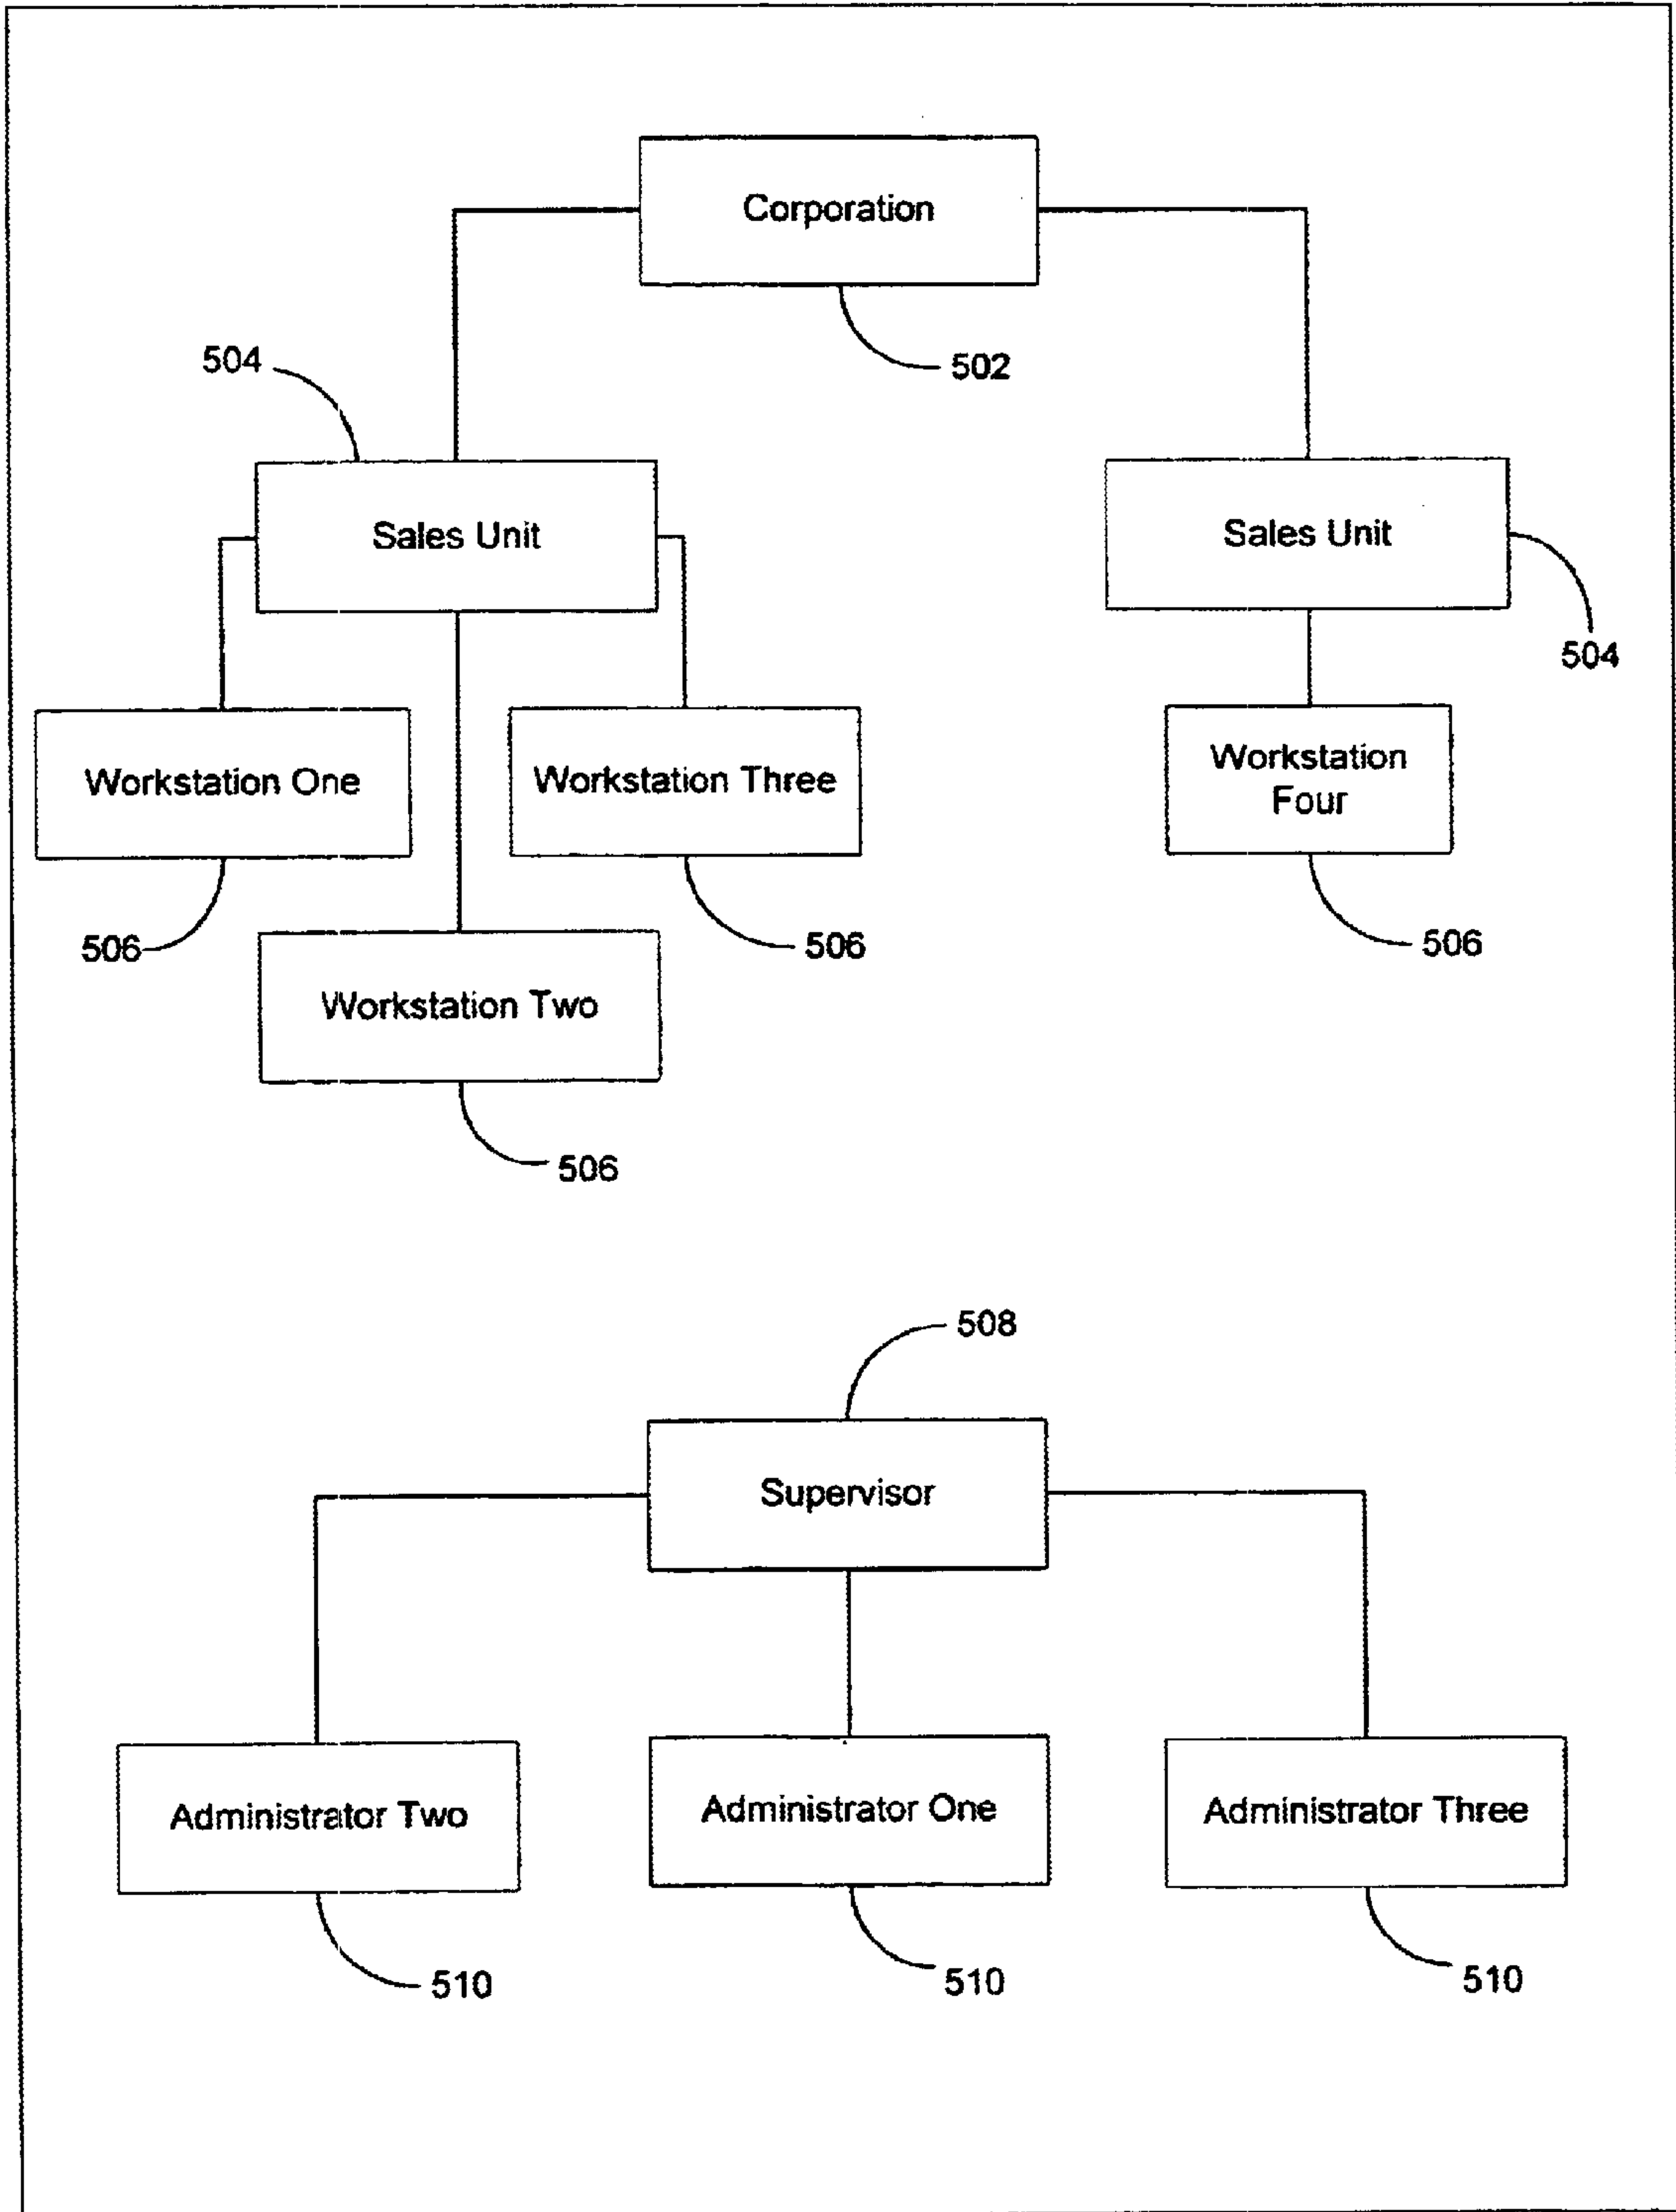 Corporation
502
504
Sales Unit
Sales Unit
504
Workstation One
Workstation Three
Workstation
Four
506
506
506
Workstation Two
506
508
Supervisor
Administrator Two
Administrator One
Administrator Three
510
510
510